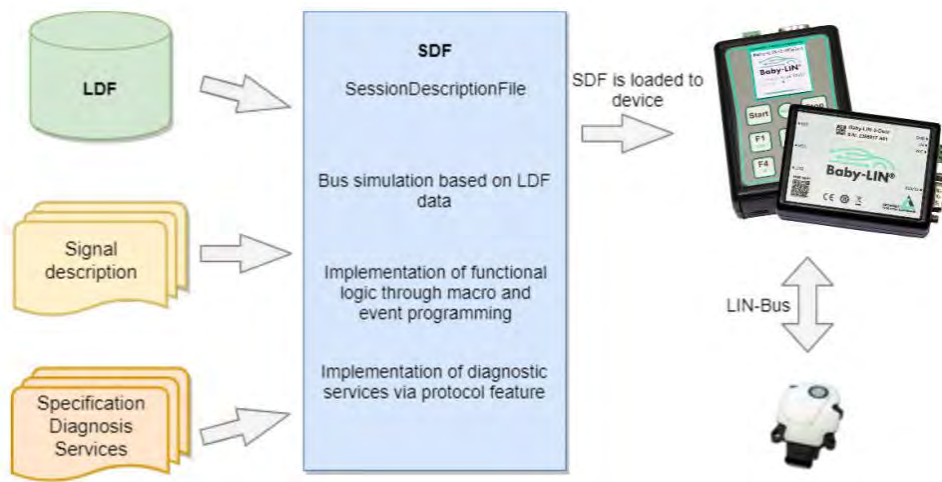 LDF
SDF
SessionDescriptionFile
Bus simulation based on LDF
data
Implementation of functional
logic through macro and
event programming
Implementation of diagnostic
services via protocol feature
Signal
description
Specification
Diagnosis
Services
SDF is loaded to
device
Baby-LIN®
Start
F1
F4
Baby-LIN®
LIN-Bus